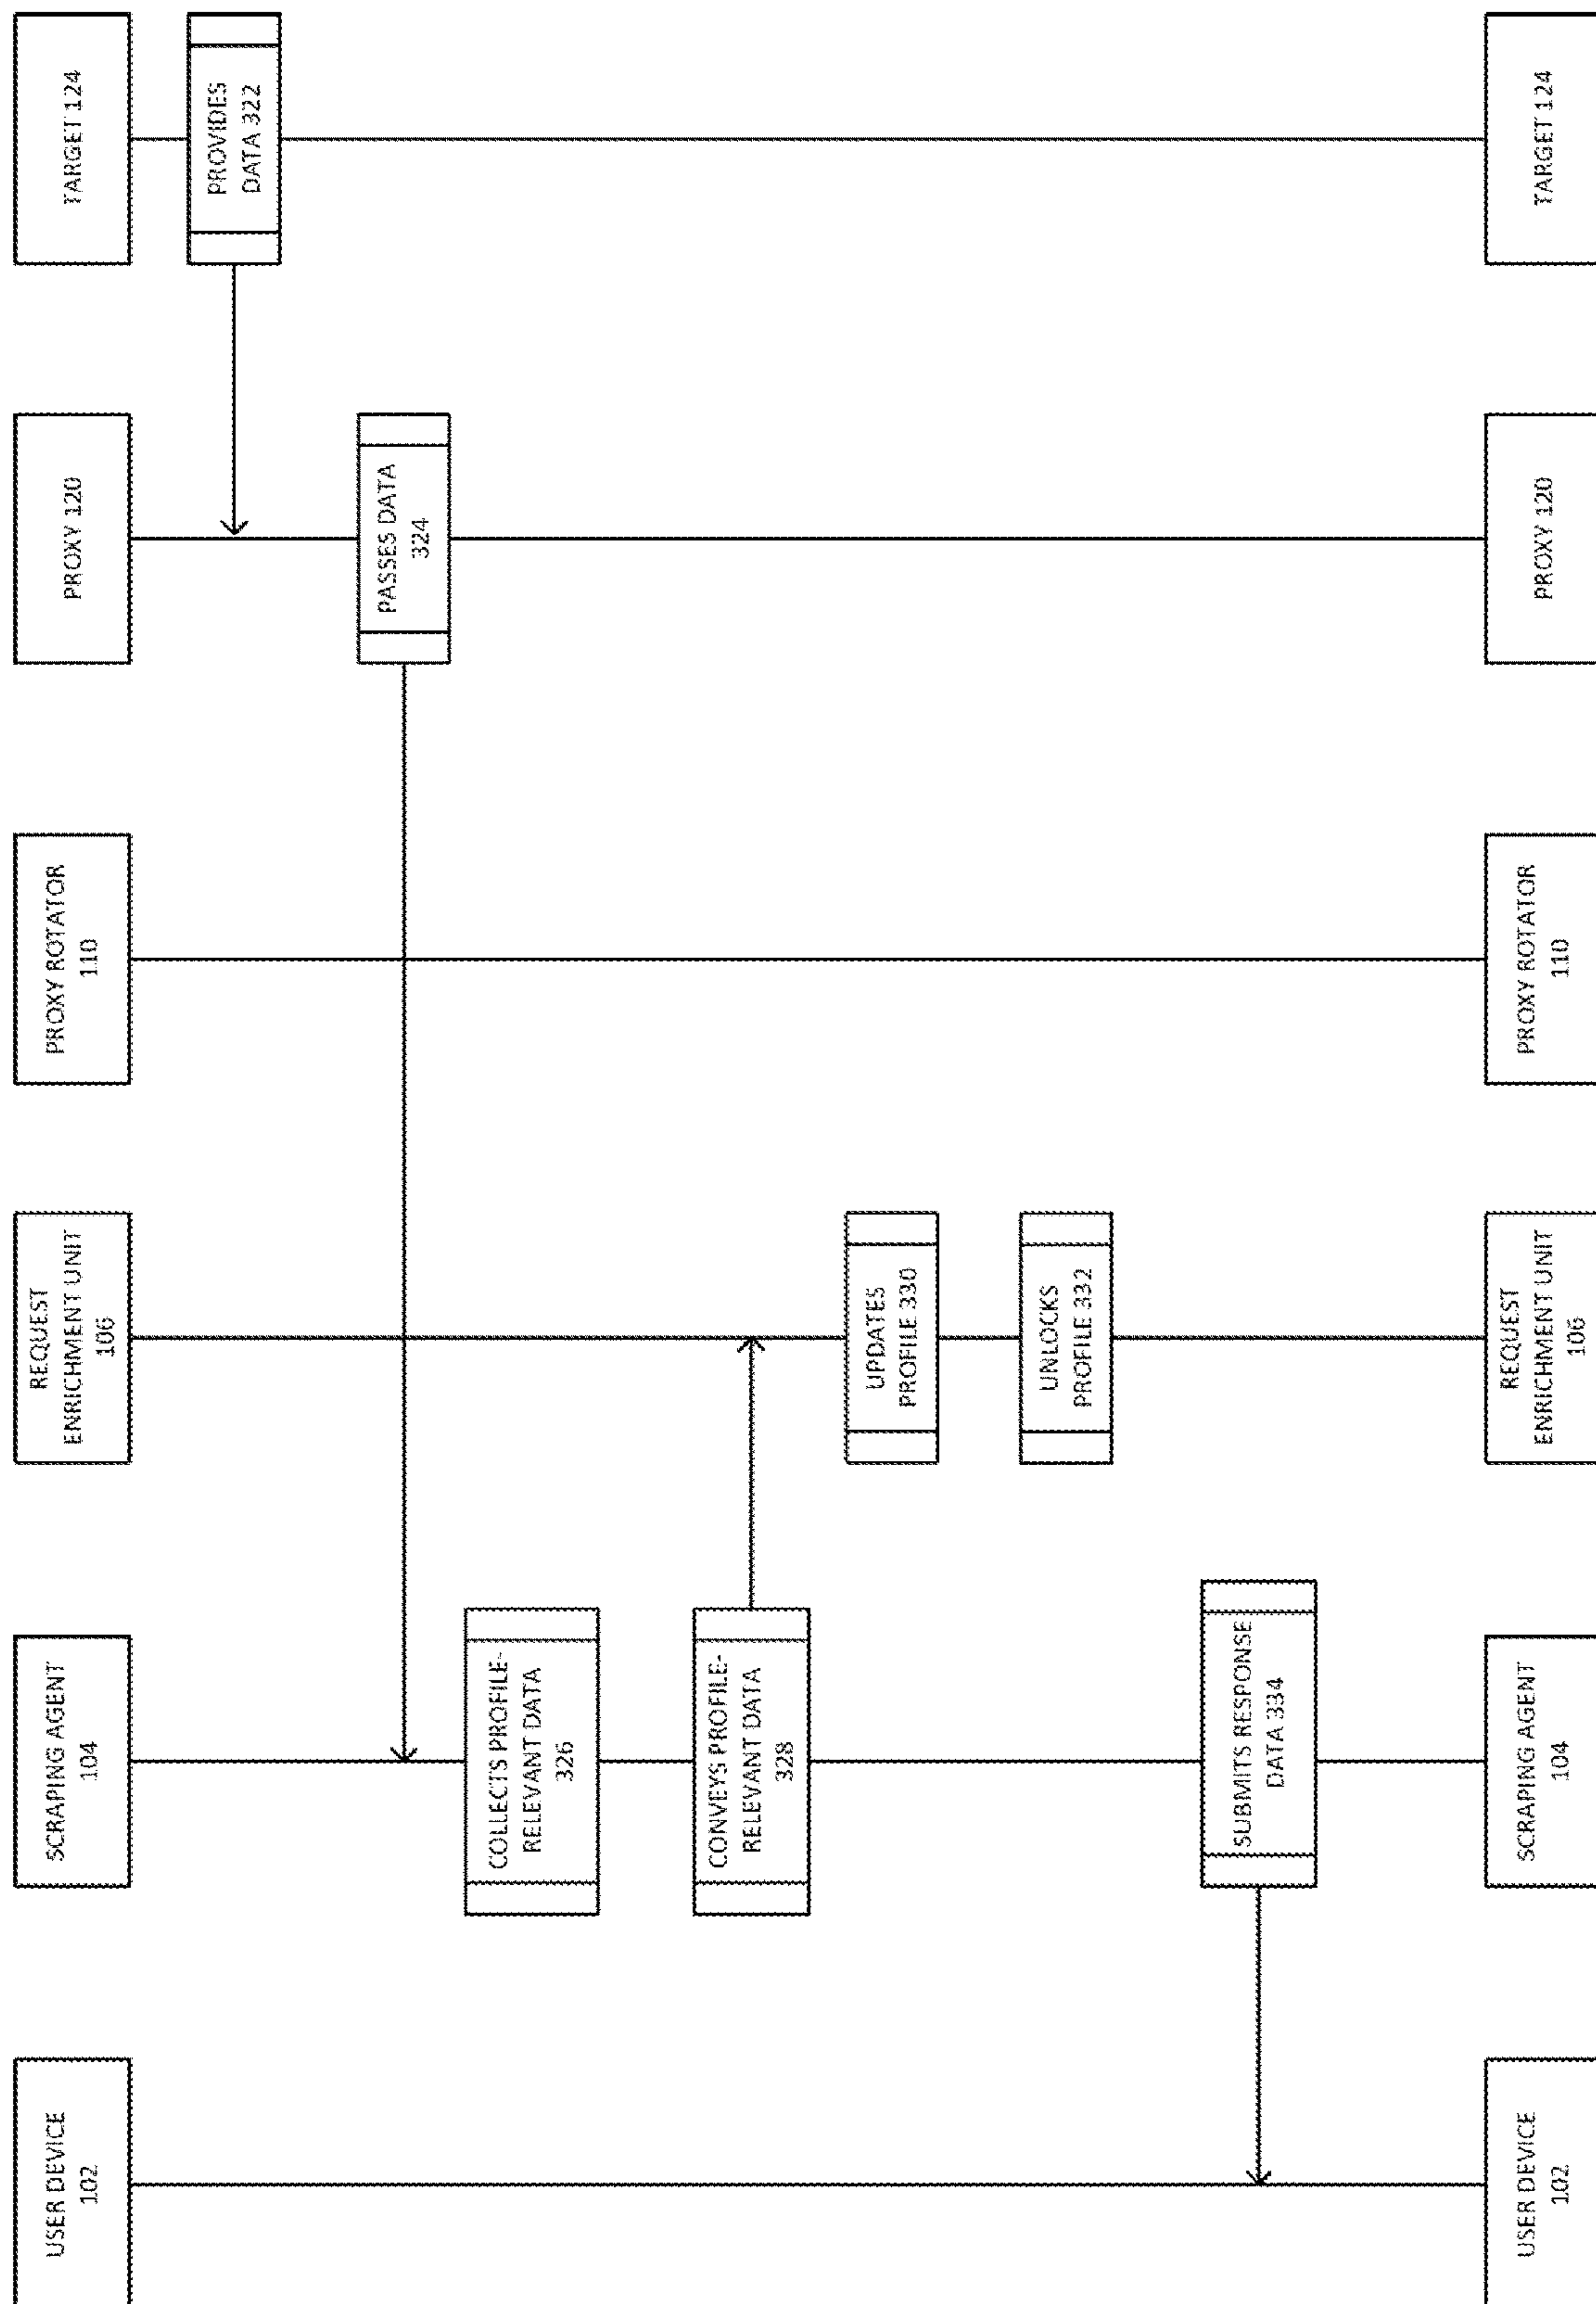 USER DEVICE
102
SCRAPING AGENT
104
REQUEST
ENRICHMENT UNIT
106
PROXY ROTATOR
110
PROXY 120
TARGET 124
PROVIDES
DATA 322
PASSES DATA
324
COLLECTS PROFILE-
RELEVANT DATA
326
CONVEYS PROFILE-
RELEVANT DATA
328
UPDATES
PROFILE 330
UNLOCKS
PROFILE 332
SUBMITS RESPONSE
DATA 334
USER DEVICE
102
SCRAPING AGENT
104
REQUEST
ENRICHMENT UNIT
106
PROXY ROTATOR
110
PROXY 120
TARGET 124